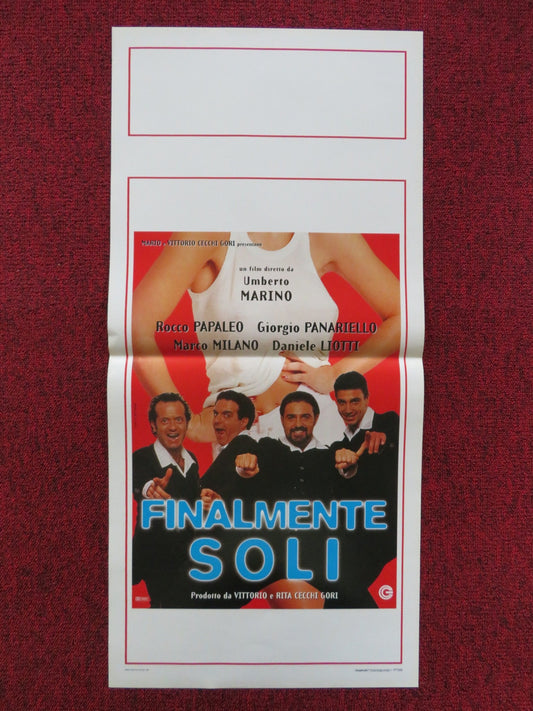 MARIO e VITTORIO CECCHI GORI presentano
un film diretto da
Umberto
MARINO
Rocco PAPALEO Giorgio PANARIELLO
Marco MILANO Daniele LIOTTI
FINALMENTE
SOLI
Prodotto da VITTORIO e RITA CECCHI GORI